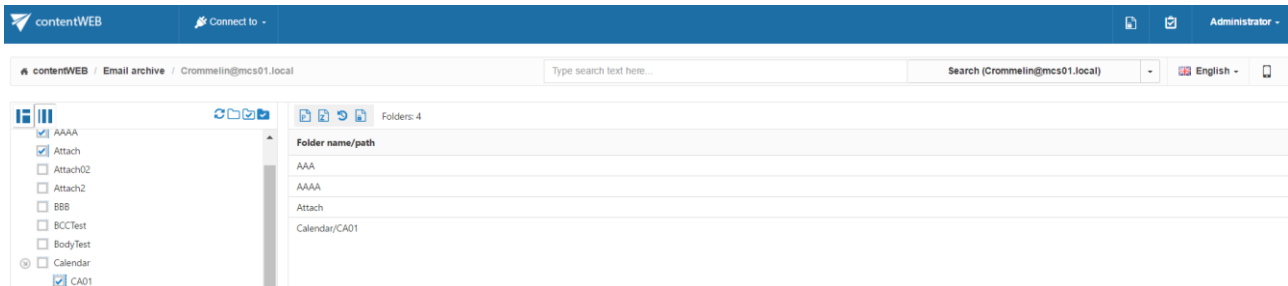 contentWEB Connect to Administrator
contentWEB / Email archive / Crommelin@mcs01.local Type search text here... Search (Crommelin@mcs01.local) English
Folders: 4
AAAA
Attach
Attach02
Attach2
BBB
BCCTest
BodyTest
Calendar
CA01
Folder name/path
AAA
AAAA
Attach
Calendar/CA01